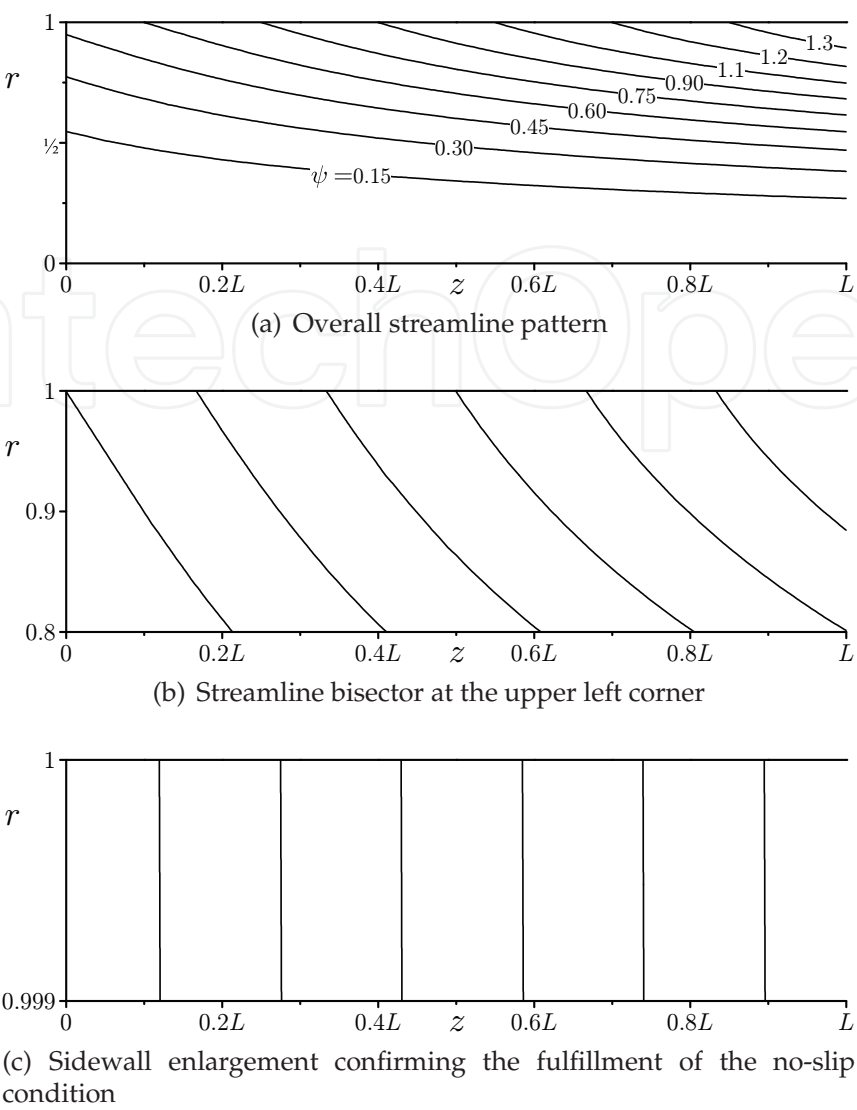 1
r
½
0
ψ =0.15
0.30
0.45
0.60
0.75
0.90
1.1
1.2
1.3
0 0.2L 0.4L z 0.6L 0.8L L
(a) Overall streamline pattern
ntechOpe
1
r
0.9
0.8
0 0.2L 0.4L z 0.6L 0.8L L
(b) Streamline bisector at the upper left corner
1
r
0.999
0 0.2L 0.4L z 0.6L 0.8L L
(c) Sidewall enlargement confirming the fulfillment of the no-slip
condition